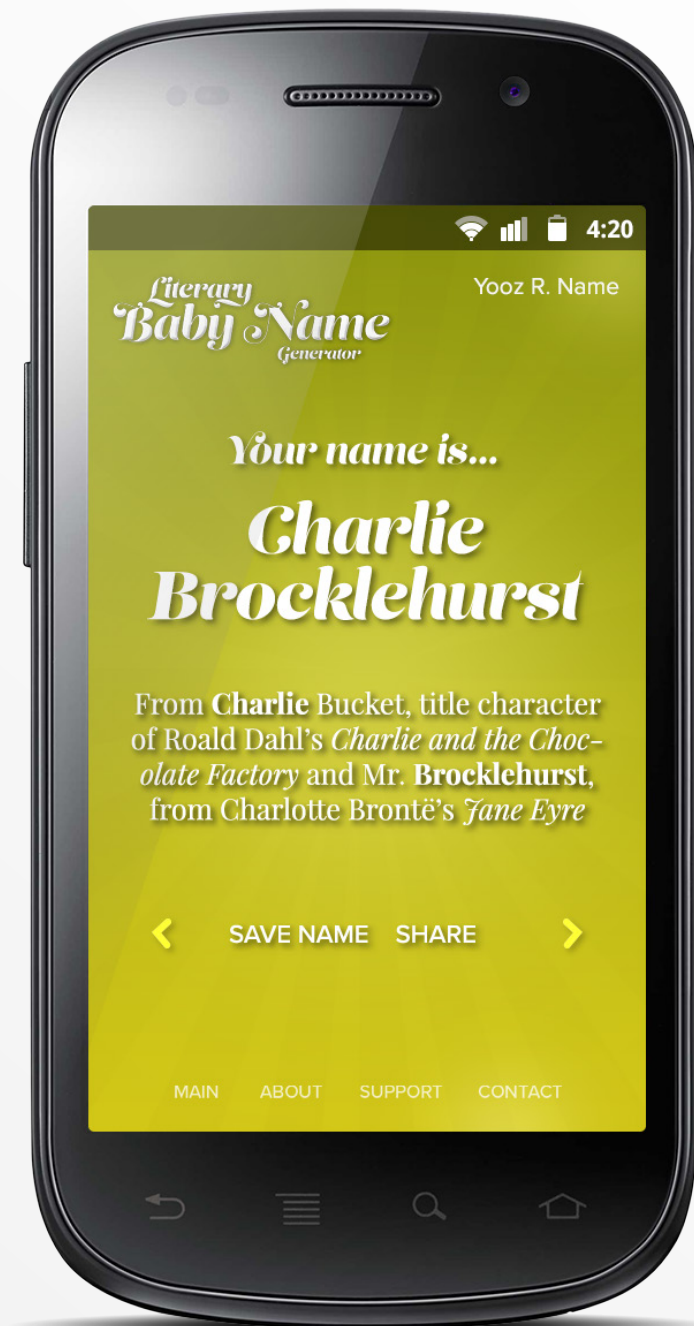 4:20
Literary
Baby Name
Generator
Yooz R. Name
Your name is...
Charlie
Brocklehurst
From Charlie Bucket, title character
of Roald Dahl’s Charlie and the Choc-
olate Factory and Mr. Brocklehurst,
from Charlotte Brontë’s Jane Eyre
SAVE NAME SHARE
MAIN ABOUT SUPPORT CONTACT